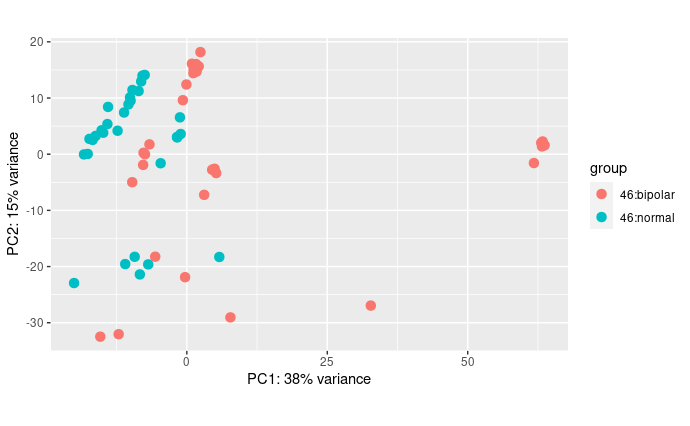 20
10
0
-10
-20
-30
PC2: 15% variance
0
25
50
PC1: 38% variance
group
46:bipolar
46:normal